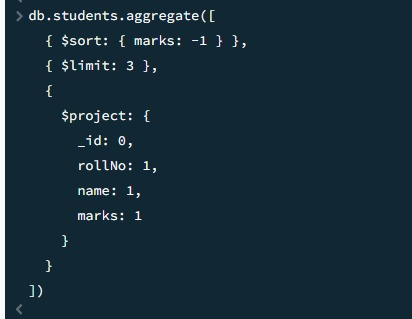 > db.students.aggregate([
{ $sort: { marks: -1 } },
{ $limit: 3 },
{
$project: {
_id: 0,
rollNo: 1,
name: 1,
marks: 1
}
}
])
<